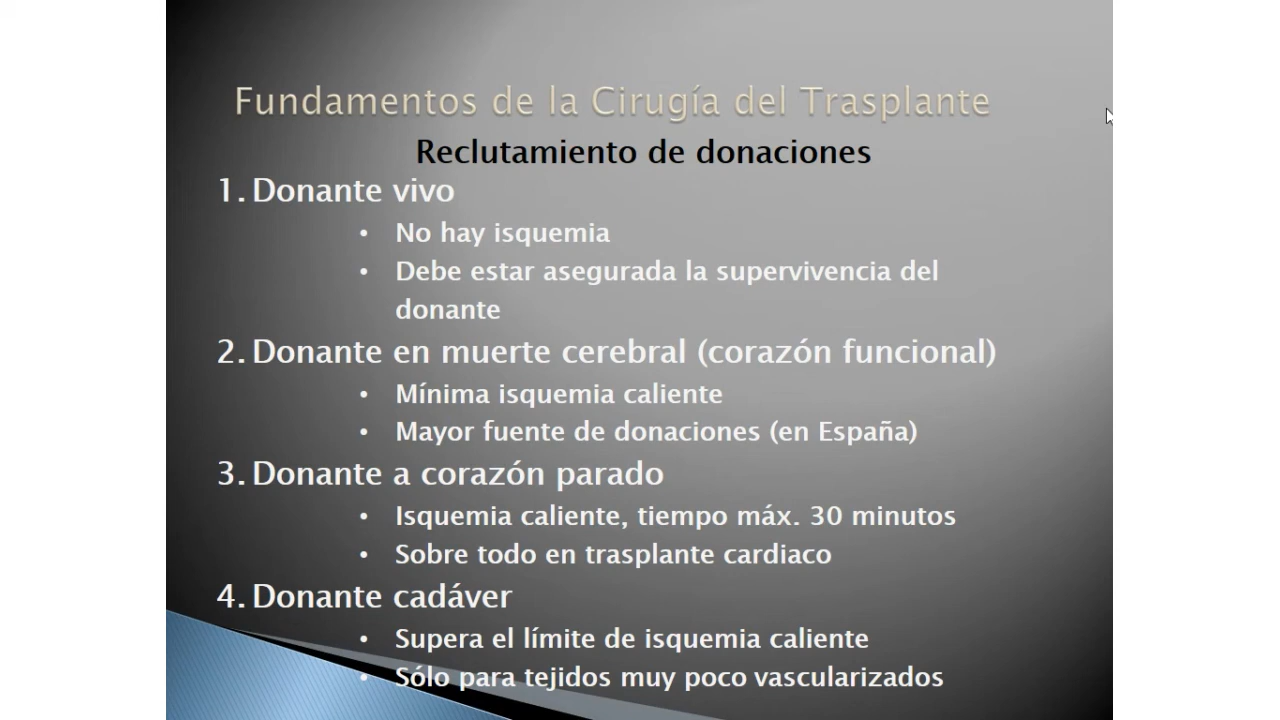 Fundamentos de la Cirugía del Trasplante
Reclutamiento de donaciones
1. Donante vivo
• No hay isquemia
• Debe estar asegurada la supervivencia del
donante
2. Donante en muerte cerebral (corazón funcional)
• Mínima isquemia caliente
• Mayor fuente de donaciones (en España)
3. Donante a corazón parado
• Isquemia caliente, tiempo máx. 30 minutos
• Sobre todo en trasplante cardiaco
4. Donante cadáver
• Supera el límite de isquemia caliente
• Sólo para tejidos muy poco vascularizados